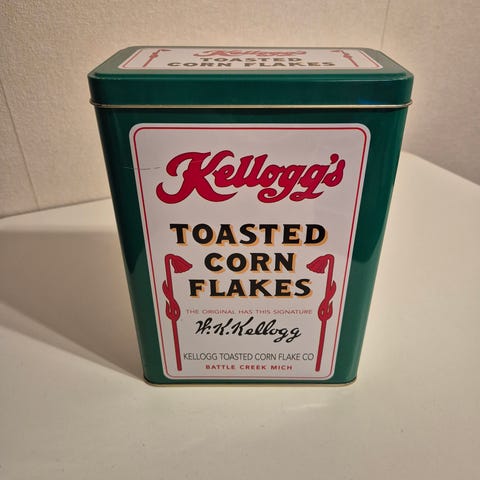 Kellogg's
TOASTED
CORN FLAKES
Kellogg's
TOASTED
CORN
FLAKES
THE ORIGINAL HAS THIS SIGNATURE
W.K.Kellogg
KELLOGG TOASTED CORN FLAKE CO
BATTLE CREEK MICH